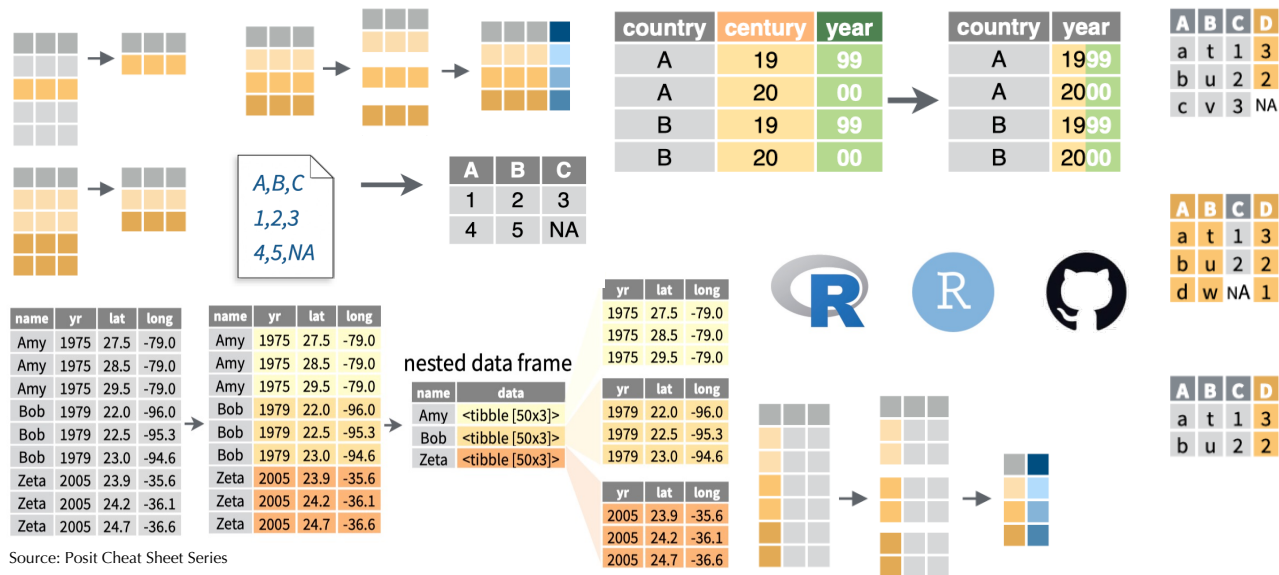 country century year
A 19 99
A 20 00
B 19 99
B 20 00
country year
A 1999
A 2000
B 1999
B 2000
A B C D
a t 1 3
b u 2 2
c v 3 NA
A,B,C
1,2,3
4,5,NA
A B C
1 2 3
4 5 NA
A B C D
a t 1 3
b u 2 2
d w NA 1
R
R
name yr lat long
Amy 1975 27.5 -79.0
Amy 1975 28.5 -79.0
Amy 1975 29.5 -79.0
Bob 1979 22.0 -96.0
Bob 1979 22.5 -95.3
Bob 1979 23.0 -94.6
Zeta 2005 23.9 -35.6
Zeta 2005 24.2 -36.1
Zeta 2005 24.7 -36.6
name yr lat long
Amy 1975 27.5 -79.0
Amy 1975 28.5 -79.0
Amy 1975 29.5 -79.0
Bob 1979 22.0 -96.0
Bob 1979 22.5 -95.3
Bob 1979 23.0 -94.6
Zeta 2005 23.9 -35.6
Zeta 2005 24.2 -36.1
Zeta 2005 24.7 -36.6
nested data frame
name data
Amy <tibble [50x3]>
Bob <tibble [50x3]>
Zeta <tibble [50x3]>
yr lat long
1975 27.5 -79.0
1975 28.5 -79.0
1975 29.5 -79.0
yr lat long
1979 22.0 -96.0
1979 22.5 -95.3
1979 23.0 -94.6
yr lat long
2005 23.9 -35.6
2005 24.2 -36.1
2005 24.7 -36.6
A B C D
a t 1 3
b u 2 2
Source: Posit Cheat Sheet Series